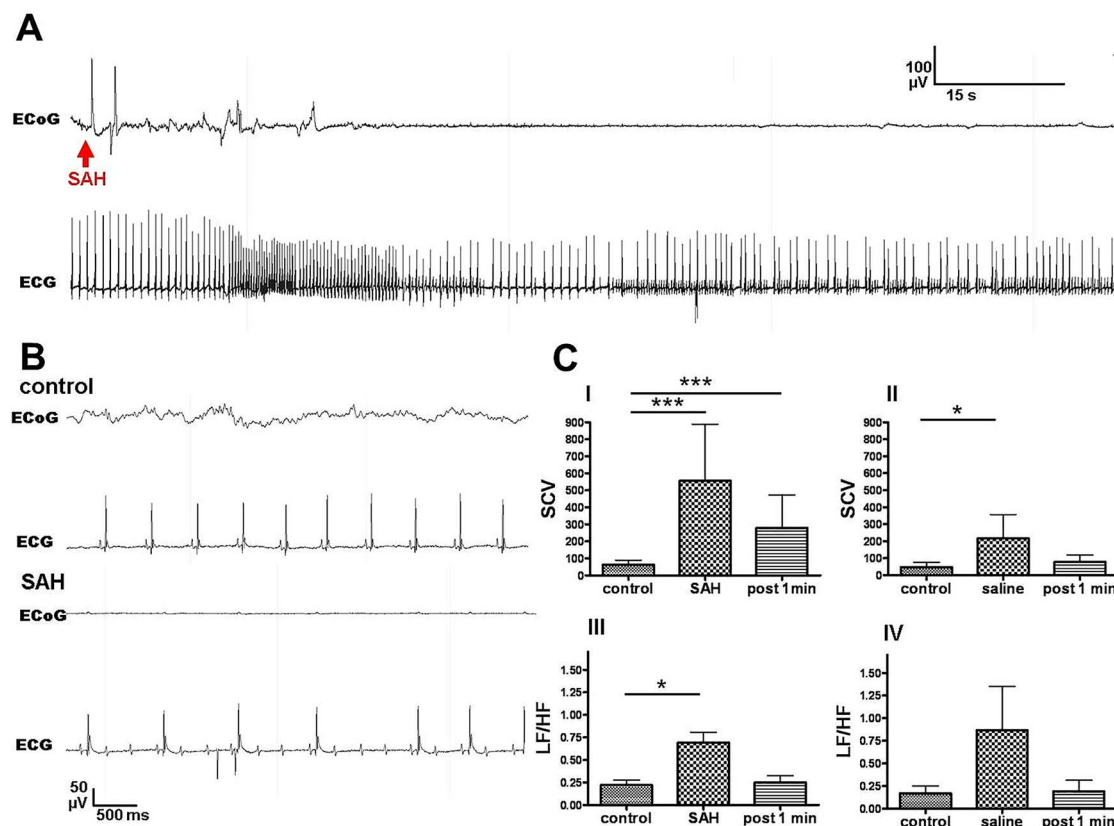 A
ECoG
SAH
100
µV
15 s
ECG
B
control
ECoG
ECG
SAH
ECoG
ECG
50
µV
500 ms
C
I
***
***
SCV
900
800
700
600
500
400
300
200
100
0
control SAH post 1 min
II
*
SCV
900
800
700
600
500
400
300
200
100
0
control saline post 1 min
III
*
LF/HF
1.50
1.25
1.00
0.75
0.50
0.25
0.00
control SAH post 1 min
IV
LF/HF
1.50
1.25
1.00
0.75
0.50
0.25
0.00
control saline post 1 min